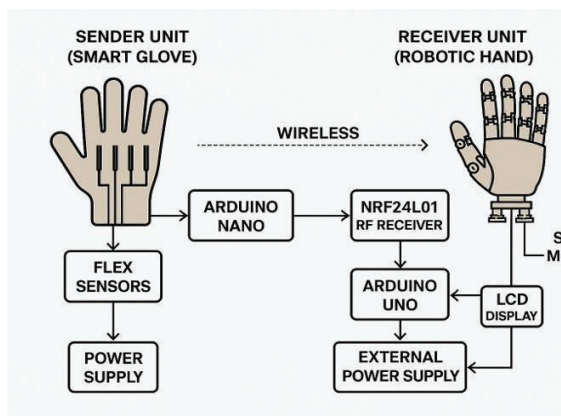 SENDER UNIT
(SMART GLOVE)
RECEIVER UNIT
(ROBOTIC HAND)
WIRELESS
ARDUINO
NANO
NRF24L01
RF RECEIVER
FLEX
SENSORS
ARDUINO
UNO
LCD
DISPLAY
POWER
SUPPLY
EXTERNAL
POWER SUPPLY